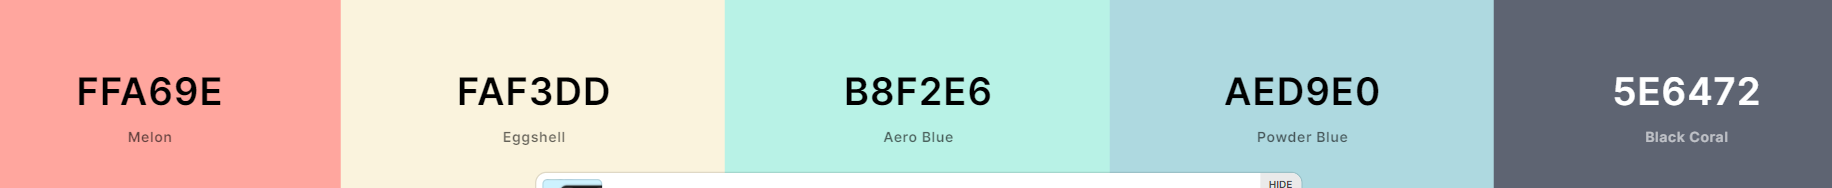 FFA69E
Melon
FAF3DD
Eggshell
B8F2E6
Aero Blue
AED9E0
Powder Blue
5E6472
Black Coral
HIDE